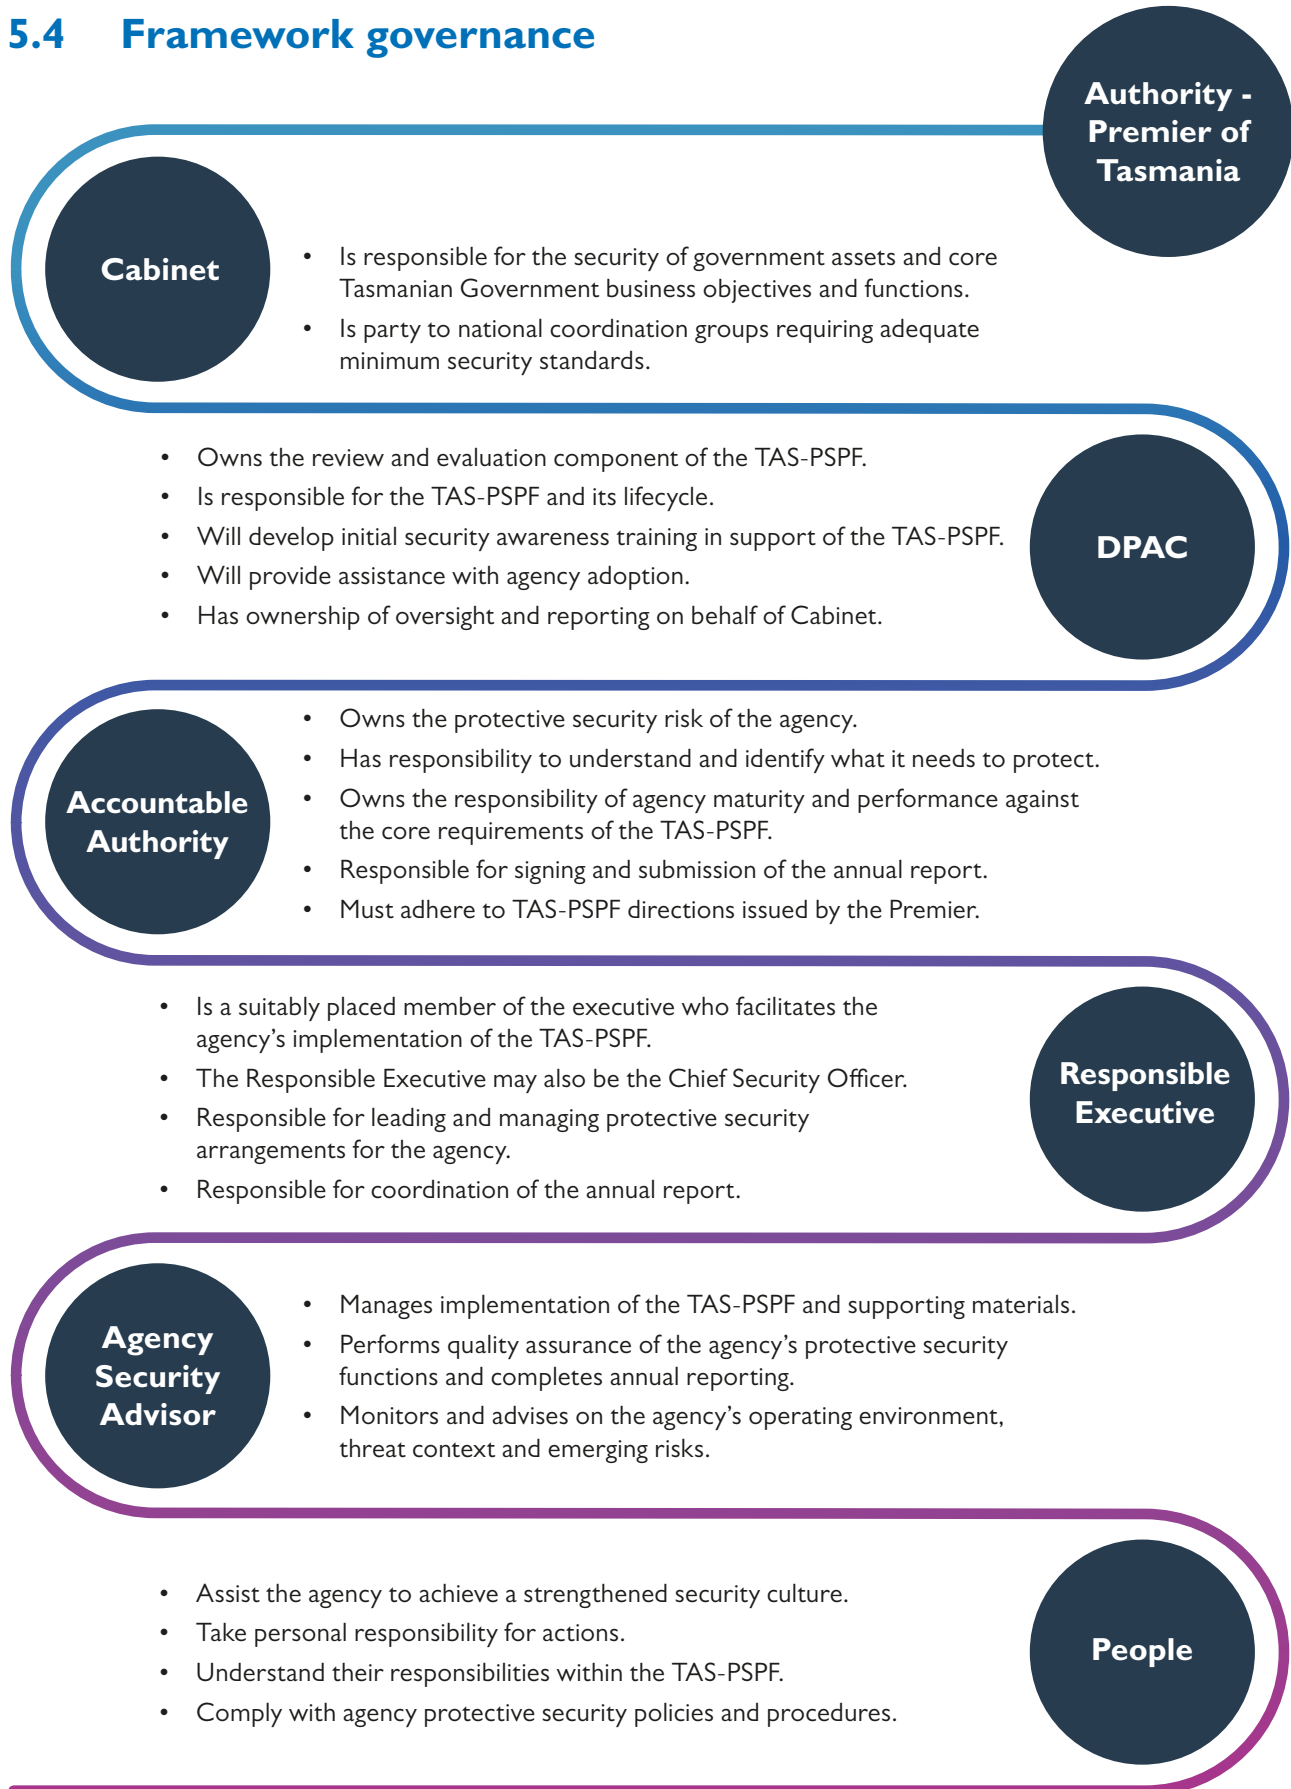 5.4 Framework governance
Authority -
Premier of
Tasmania
Cabinet
• Is responsible for the security of government assets and core
Tasmanian Government business objectives and functions.
• Is party to national coordination groups requiring adequate
minimum security standards.
• Owns the review and evaluation component of the TAS-PSPF.
• Is responsible for the TAS-PSPF and its lifecycle.
• Will develop initial security awareness training in support of the TAS-PSPF.
• Will provide assistance with agency adoption.
• Has ownership of oversight and reporting on behalf of Cabinet.
DPAC
Accountable
Authority
• Owns the protective security risk of the agency.
• Has responsibility to understand and identify what it needs to protect.
• Owns the responsibility of agency maturity and performance against
the core requirements of the TAS-PSPF.
• Responsible for signing and submission of the annual report.
• Must adhere to TAS-PSPF directions issued by the Premier.
• Is a suitably placed member of the executive who facilitates the
agency’s implementation of the TAS-PSPF.
• The Responsible Executive may also be the Chief Security Officer.
• Responsible for leading and managing protective security
arrangements for the agency.
• Responsible for coordination of the annual report.
Responsible
Executive
Agency
Security
Advisor
• Manages implementation of the TAS-PSPF and supporting materials.
• Performs quality assurance of the agency’s protective security
functions and completes annual reporting.
• Monitors and advises on the agency’s operating environment,
threat context and emerging risks.
• Assist the agency to achieve a strengthened security culture.
• Take personal responsibility for actions.
• Understand their responsibilities within the TAS-PSPF.
• Comply with agency protective security policies and procedures.
People